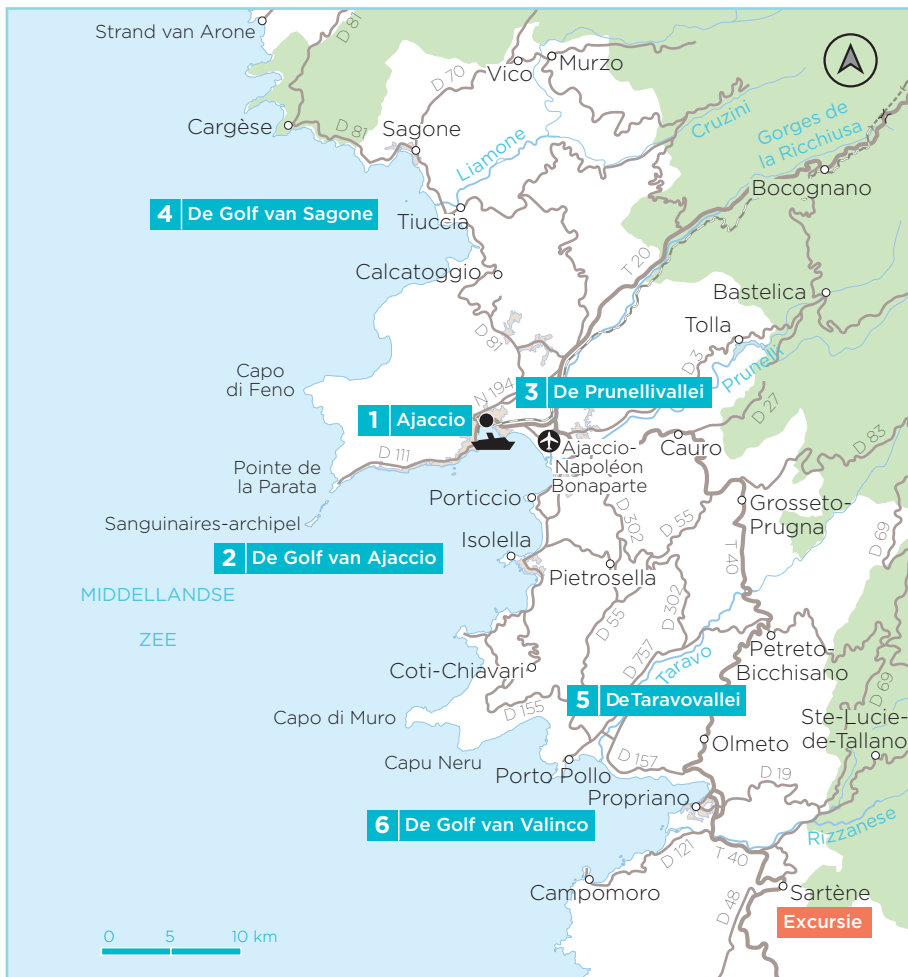 Strand van Arone
D 81
D 70
Vico
Murzo
Cruzini
Gorges de
la Ricchiusa
Cargèse
D 81
Sagone
Liamone
Bocognano
4 De Golf van Sagone
Tiuccia
T 20
Calcatoggio
Bastelica
Tolla
D 81
D 3
Prunelli
Capo
di Feno
N 194
3 De Prunellivallei
D 27
1 Ajaccio
Ajaccio-
Napoléon
Bonaparte
Cauro
D 83
D 111
Pointe de
la Parata
Porticcio
Grosseto-
Prugna
Sanguinaires-archipel
D 302
D 55
T 40
D 69
Isolella
2 De Golf van Ajaccio
Pietrosella
MIDDELLANDSE
ZEE
D 55
D 302
D 757
Taravo
Petreto-
Bicchisano
Coti-Chiavari
D 69
5 De Taravovallei
Capo di Muro
D 155
Ste-Lucie-
de-Tallano
Olmeto
Capu Neru
Porto Pollo
D 157
D 19
Propriano
6 De Golf van Valinco
Rizzanese
D 121
T 40
Campomoro
D 48
Sartène
Excursie
0 5 10 km